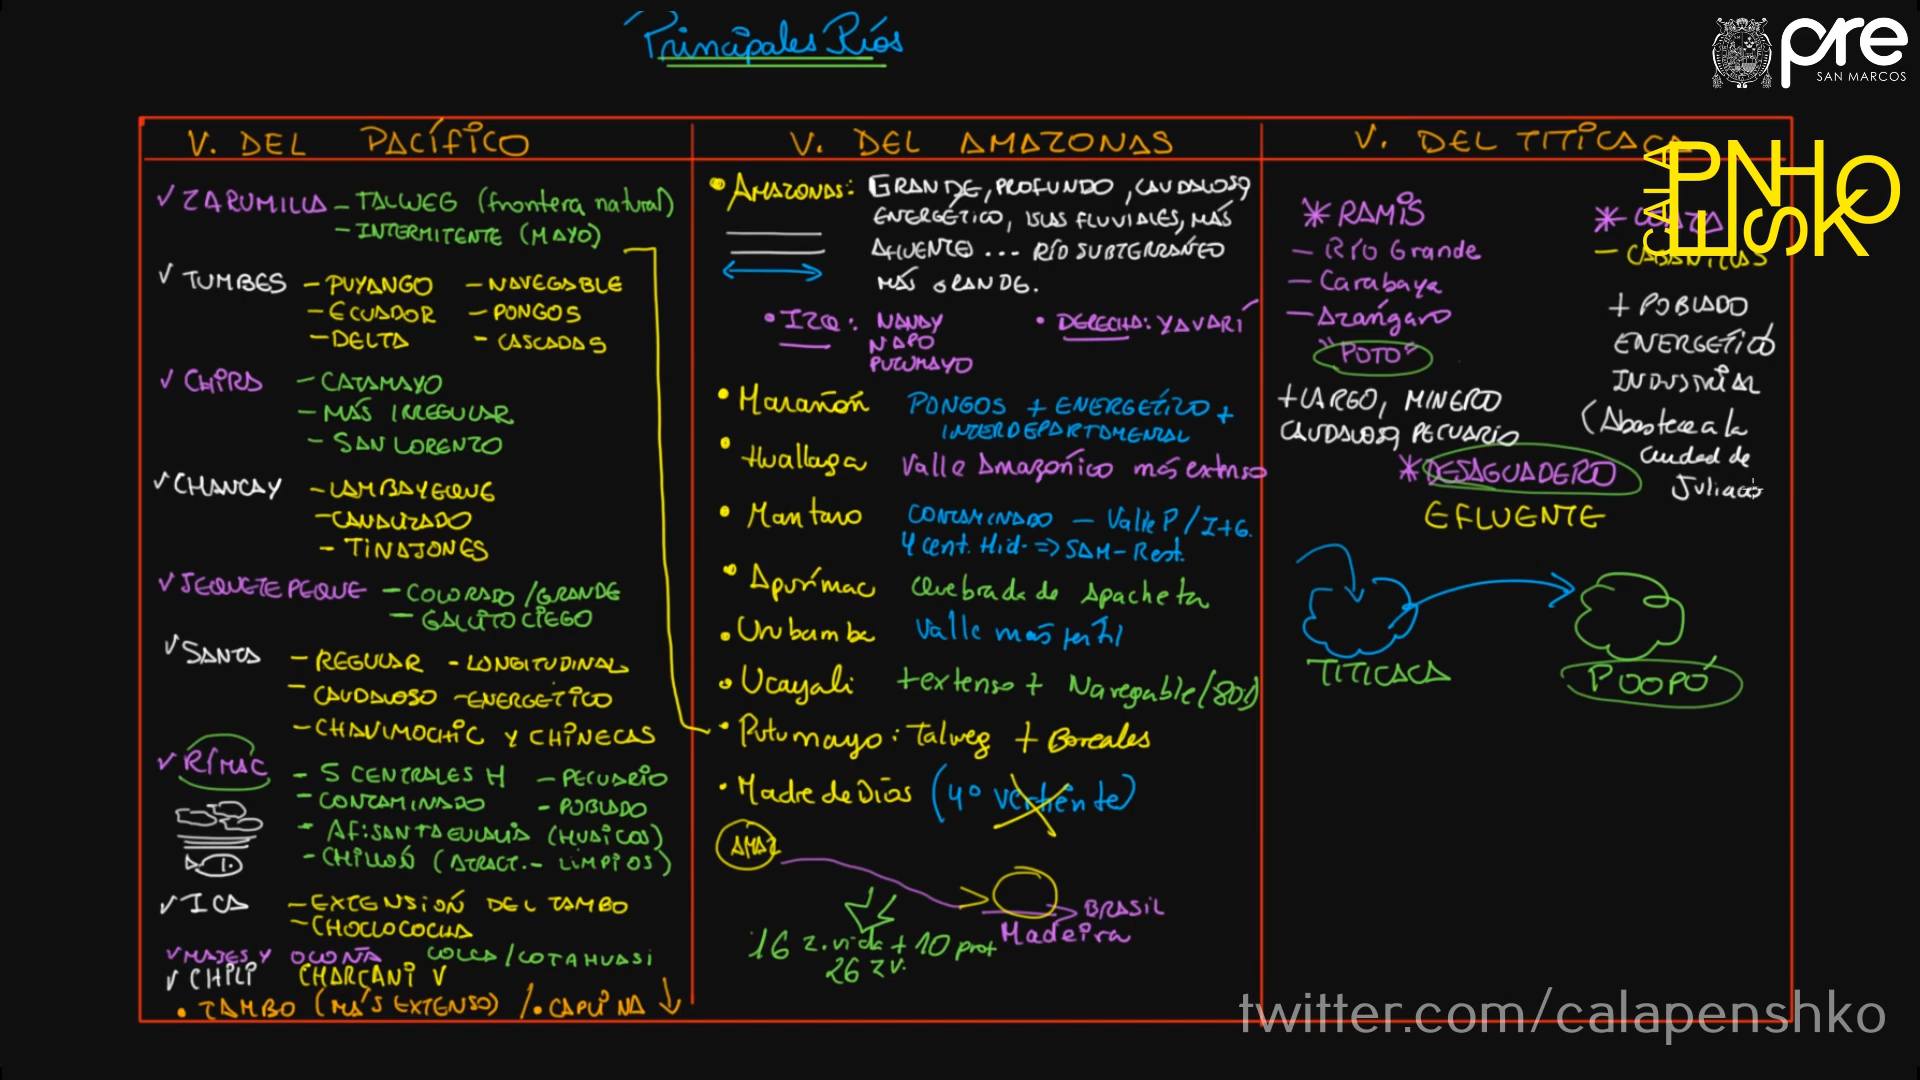 Principales Ríos
pre
SAN MARCOS
V. DEL PACÍFICO
✓ ZARUMILLA – TALWEG (frontera natural)
– INTERMITENTE (MAYO)
✓ TUMBES – PUYANGO – NAVEGABLE
– ECUADOR – PONGOS
– DELTA – CASCADAS
✓ CHIRA – CATAMAYO
– MÁS IRREGULAR
– SAN LORENZO
✓ CHANCAY – LAMBAYEQUE
– CANALIZADO
– TINAJONES
✓ JEQUETEPEQUE – COLORADO / GRANDE
– GALLITO CIEGO
✓ SANTA – REGULAR – LONGITUDINAL
– CAUDALOSO – ENERGÉTICO
– CHAVIMOCHIC Y CHINECAS
✓ RÍMAC – 5 CENTRALES H – PECUARIO
– CONTAMINADO – POBLADO
– AF: SANTA EULALIA (HUAICOS)
– CHILLÓN (ATRACT. – LIMPIOS)
✓ ICA – EXTENSIÓN DEL TAMBO
– CHOCLOCOCHA
✓ MAJES Y OCOÑA COLCA / COTAHUASI
✓ CHILI CHARCANI V
• TAMBO (MÁS EXTENSO) / • CAPLINA ↓
V. DEL AMAZONAS
• AMAZONAS: GRANDE, PROFUNDO, CAUDALOSO,
ENERGÉTICO, ISLAS FLUVIALES, MÁS
AFLUENTE ... RÍO SUBTERRÁNEO
MÁS GRANDE.
• IZQ: NANAY • DERECHA: YAVARÍ
NAPO
PUTUMAYO
• Marañón PONGOS + ENERGÉTICO +
INTERDEPARTAMENTAL
• Huallaga Valle Amazónico más extenso
• Mantaro CONTAMINADO – Valle P / I+G.
4 Cent. Hid. => SAM – Rest.
• Apurímac Quebrada de Apacheta
• Urubamba Valle más fértil
• Ucayali + extenso + Navegable (80%)
• Putumayo: Talweg + Boreales
• Madre de Dios (4º vertiente)
AMAZ
BRASIL
Madeira
16 z. vida + 10 prof
26 z v.
V. DEL TITICACA
* RAMIS
– Río Grande
– Carabaya
– Azángaro
"POTO"
+ LARGO, MINERO
CAUDALOSO, PECUARIO
– CABANILLAS
+ POBLADO
ENERGÉTICO
INDUSTRIAL
(Abastece a la
ciudad de
Juliaca)
* DESAGUADERO
EFLUENTE
TITICACA
POOPÓ
CALA
PENSHKO
twitter.com/calapenshko